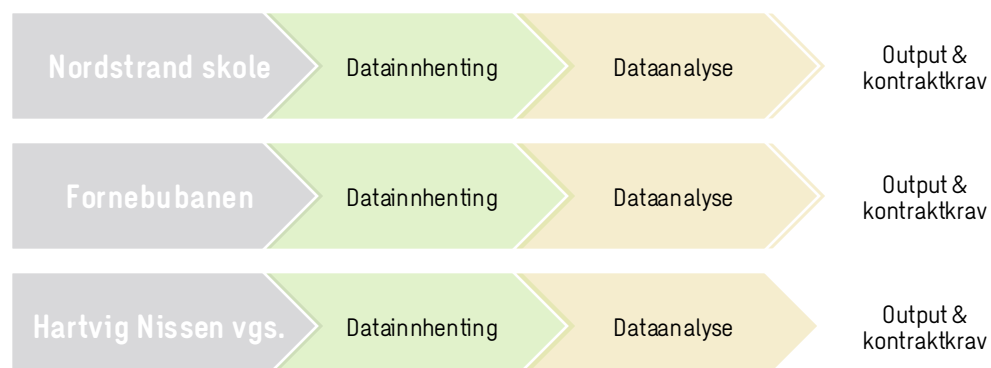 Nordstrand skole
Datainnhenting
Dataanalyse
Output &
kontraktkrav
Fornebubanen
Datainnhenting
Dataanalyse
Output &
kontraktkrav
Hartvig Nissen vgs.
Datainnhenting
Dataanalyse
Output &
kontraktkrav